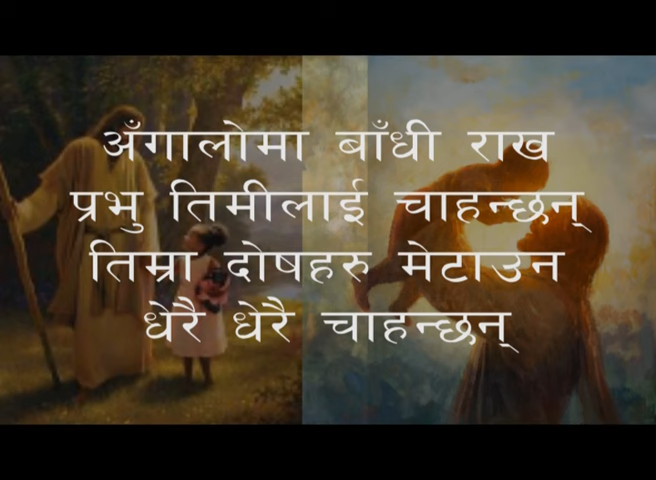 अँगालोमा बाँधी राख
प्रभु तिमीलाई चाहन्छन्
तिम्रा दोषहरु मेटाउन
धेरै धेरै चाहन्छन्